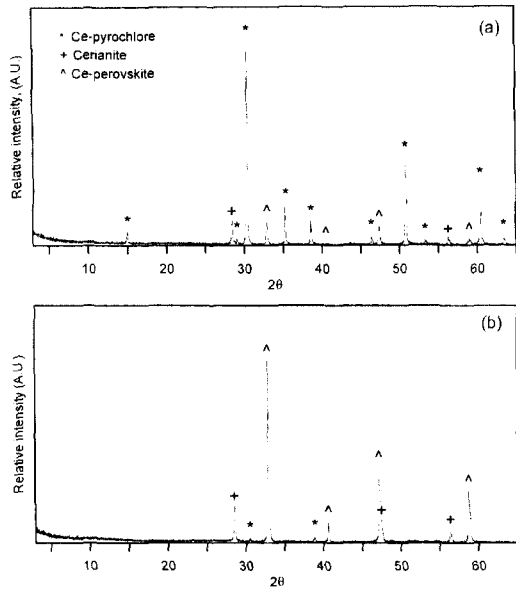 (a)
* Ce-pyrochlore
+ Cerianite
^ Ce-perovskite
Relative intensity, (A.U.)
* * + * ^ * * ^ * ^ * * + ^ * *
10 20 30 40 50 60
2θ
(b)
Relative intensity (A.U.)
+ * ^ * ^ ^ + + ^
10 20 30 40 50 60
2θ